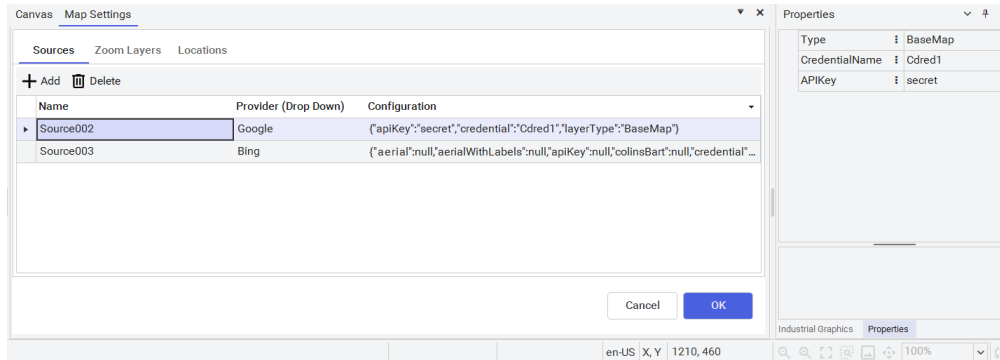 Canvas Map Settings
Sources Zoom Layers Locations
Add Delete
Name Provider (Drop Down) Configuration
Source002 Google {"apiKey":"secret","credential":"Cdred1","layerType":"BaseMap"}
Source003 Bing {"aerial":null,"aerialWithLabels":null,"apiKey":null,"colinsBart":null,"credential"...
Cancel OK
Properties
Type BaseMap
CredentialName Cdred1
APIKey secret
Industrial Graphics Properties
en-US X, Y 1210, 460 100%